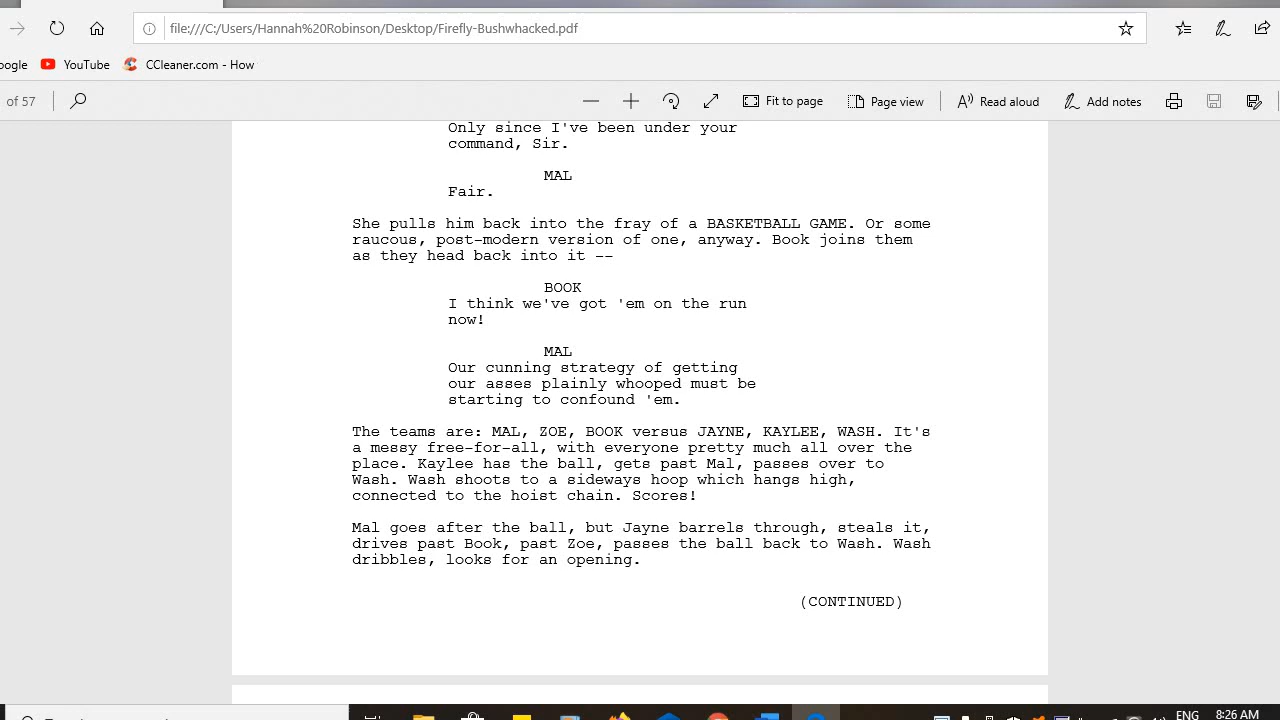 file:///C:/Users/Hannah%20Robinson/Desktop/Firefly-Bushwhacked.pdf
oogle YouTube CCleaner.com - How
of 57 Fit to page Page view Read aloud Add notes
Only since I've been under your
command, Sir.
MAL
Fair.
She pulls him back into the fray of a BASKETBALL GAME. Or some
raucous, post-modern version of one, anyway. Book joins them
as they head back into it --
BOOK
I think we've got 'em on the run
now!
MAL
Our cunning strategy of getting
our asses plainly whooped must be
starting to confound 'em.
The teams are: MAL, ZOE, BOOK versus JAYNE, KAYLEE, WASH. It's
a messy free-for-all, with everyone pretty much all over the
place. Kaylee has the ball, gets past Mal, passes over to
Wash. Wash shoots to a sideways hoop which hangs high,
connected to the hoist chain. Scores!
Mal goes after the ball, but Jayne barrels through, steals it,
drives past Book, past Zoe, passes the ball back to Wash. Wash
dribbles, looks for an opening.
(CONTINUED)
ENG 8:26 AM